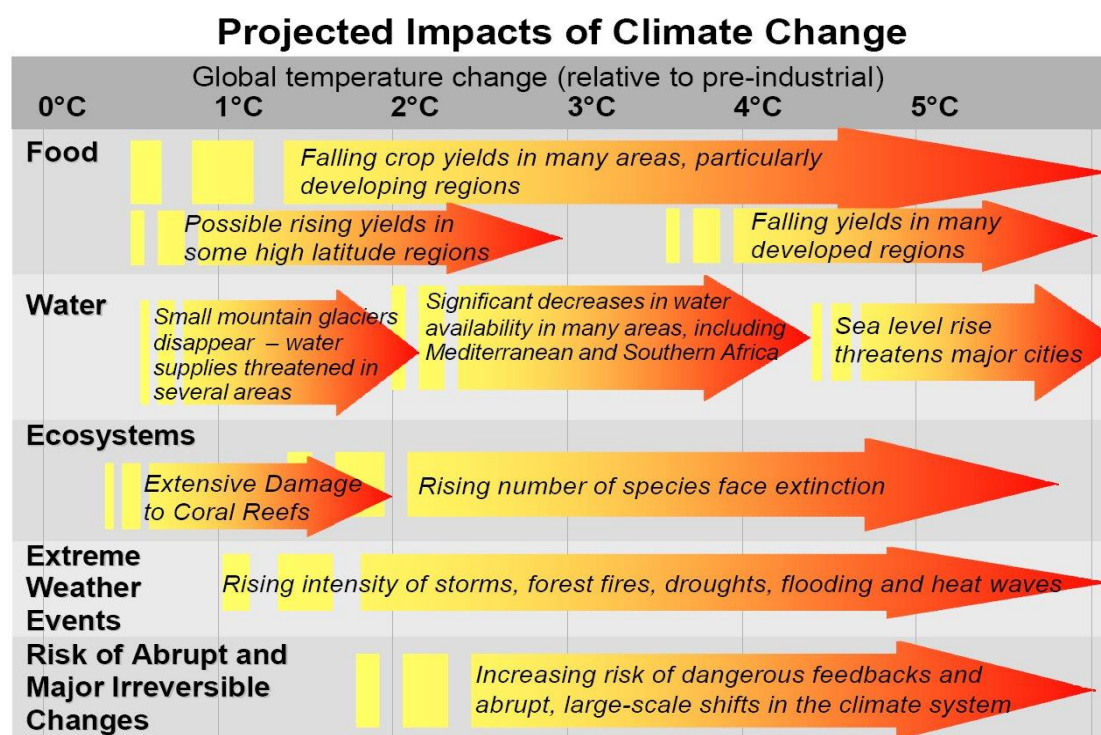 Projected Impacts of Climate Change
Global temperature change (relative to pre-industrial)
0°C 1°C 2°C 3°C 4°C 5°C
Food
Falling crop yields in many areas, particularly
developing regions
Possible rising yields in
some high latitude regions
Falling yields in many
developed regions
Water
Small mountain glaciers
disappear – water
supplies threatened in
several areas
Significant decreases in water
availability in many areas, including
Mediterranean and Southern Africa
Sea level rise
threatens major cities
Ecosystems
Extensive Damage
to Coral Reefs
Rising number of species face extinction
Extreme
Weather
Events
Rising intensity of storms, forest fires, droughts, flooding and heat waves
Risk of Abrupt and
Major Irreversible
Changes
Increasing risk of dangerous feedbacks and
abrupt, large-scale shifts in the climate system